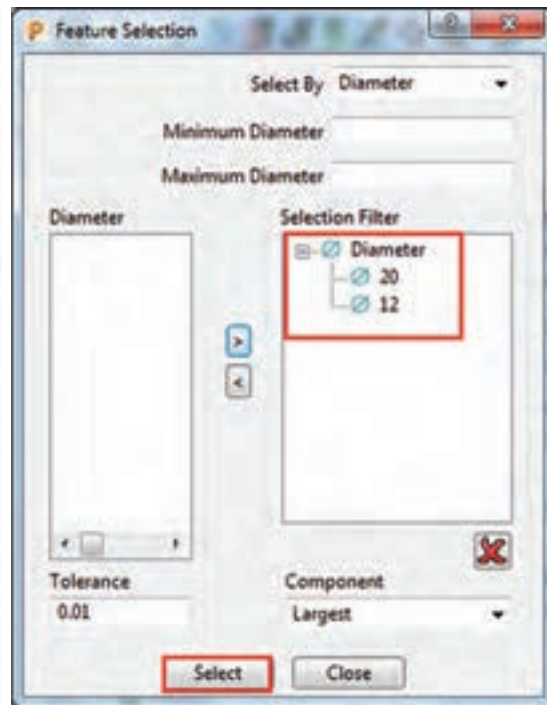 Feature Selection
Select By Diameter
Minimum Diameter
Maximum Diameter
Diameter
Selection Filter
Diameter
20
12
>
<
Tolerance
Component
0.01
Largest
Select
Close